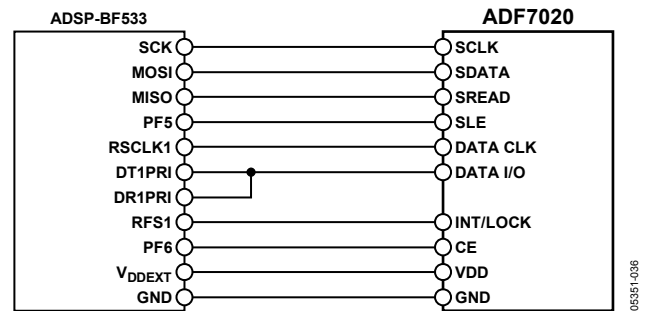 ADSP-BF533 ADF7020
SCK SCLK
MOSI SDATA
MISO SREAD
PF5 SLE
RSCLK1 DATA CLK
DT1PRI DATA I/O
DR1PRI
RFS1 INT/LOCK
PF6 CE
VDDEXT VDD
GND GND
05351-036